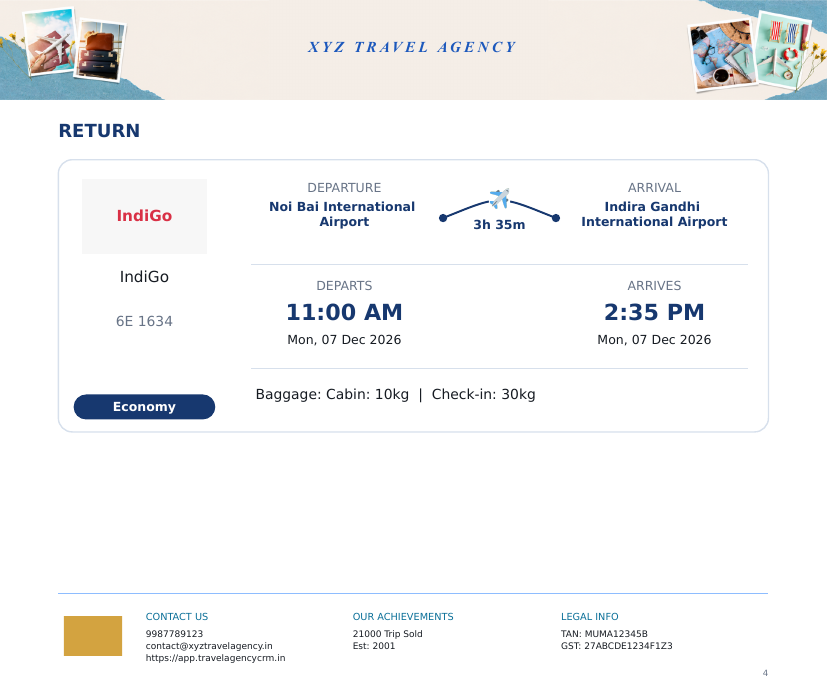 XYZ TRAVEL AGENCY
RETURN
IndiGo
IndiGo
6E 1634
Economy
DEPARTURE
Noi Bai International
Airport
3h 35m
ARRIVAL
Indira Gandhi
International Airport
DEPARTS
11:00 AM
Mon, 07 Dec 2026
ARRIVES
2:35 PM
Mon, 07 Dec 2026
Baggage: Cabin: 10kg | Check-in: 30kg
CONTACT US
9987789123
contact@xyztravelagency.in
https://app.travelagencycrm.in
OUR ACHIEVEMENTS
21000 Trip Sold
Est: 2001
LEGAL INFO
TAN: MUMA12345B
GST: 27ABCDE1234F1Z3
4